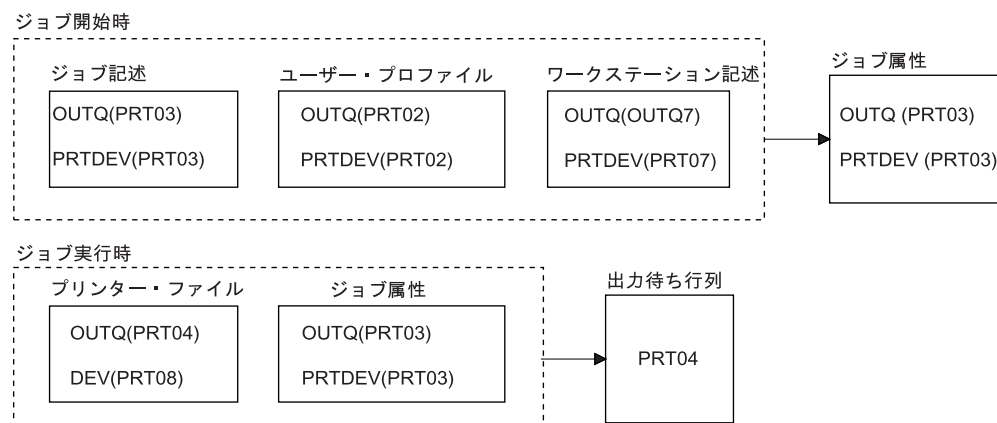 ジョブ開始時
ジョブ記述
ユーザー・プロファイル
ワークステーション記述
ジョブ属性
OUTQ(PRT03)
OUTQ(PRT02)
OUTQ(OUTQ7)
OUTQ (PRT03)
PRTDEV(PRT03)
PRTDEV(PRT02)
PRTDEV(PRT07)
PRTDEV (PRT03)
ジョブ実行時
プリンター・ファイル
ジョブ属性
出力待ち行列
OUTQ(PRT04)
OUTQ(PRT03)
PRT04
DEV(PRT08)
PRTDEV(PRT03)